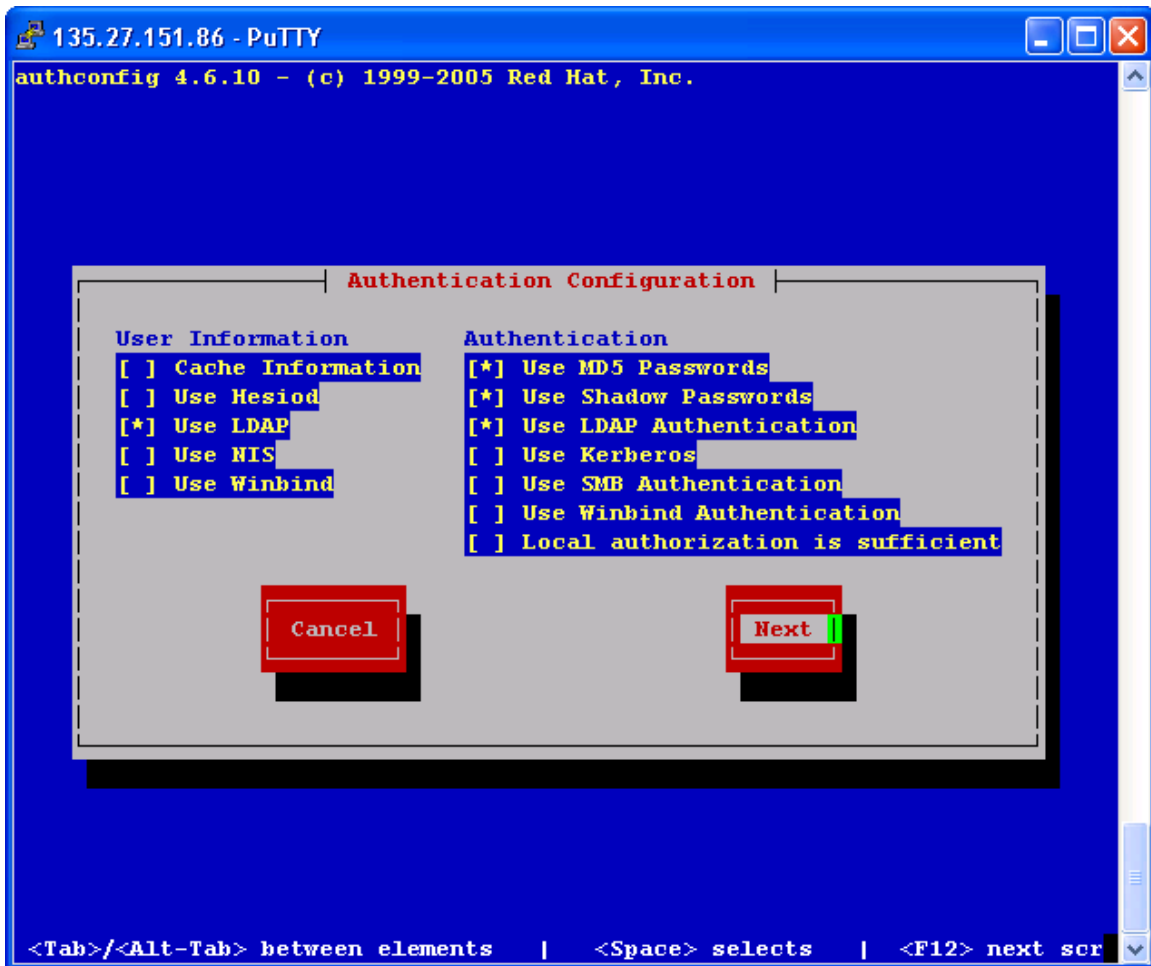 135.27.151.86 - PuTTY
authconfig 4.6.10 - (c) 1999-2005 Red Hat, Inc.
Authentication Configuration
User Information Authentication
[ ] Cache Information [*] Use MD5 Passwords
[ ] Use Hesiod [*] Use Shadow Passwords
[*] Use LDAP [*] Use LDAP Authentication
[ ] Use NIS [ ] Use Kerberos
[ ] Use Winbind [ ] Use SMB Authentication
[ ] Use Winbind Authentication
[ ] Local authorization is sufficient
Cancel Next
<Tab>/<Alt-Tab> between elements | <Space> selects | <F12> next scr